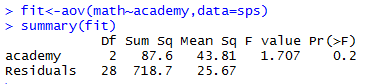 > fit<-aov(math~academy,data=sps)
> summary(fit)
            Df Sum Sq Mean Sq F value Pr(>F)
academy      2   87.6   43.81   1.707    0.2
Residuals   28  718.7   25.67